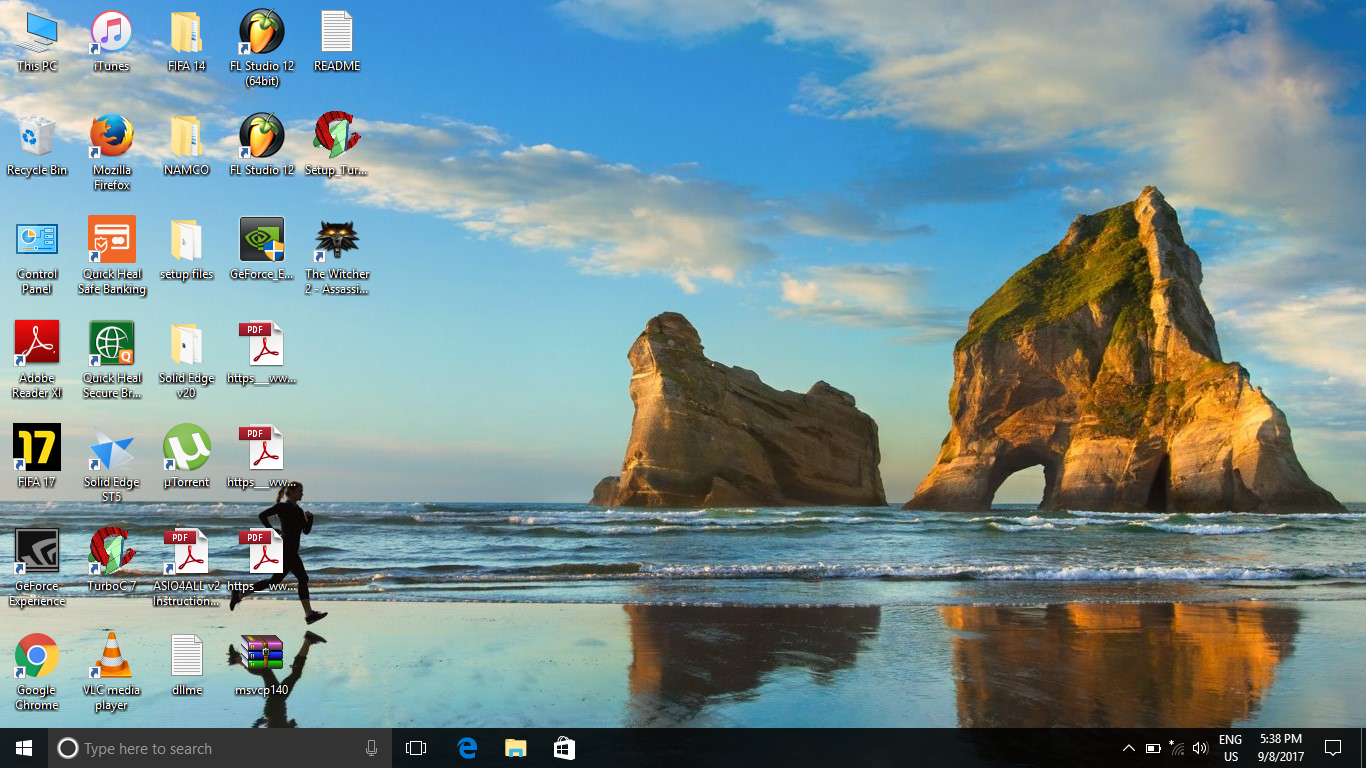 This PC
iTunes
FIFA 14
FL Studio 12
(64bit)
README
Recycle Bin
Mozilla
Firefox
NAMCO
FL Studio 12
Setup_Tur...
Control
Panel
Quick Heal
Safe Banking
setup files
GeForce_E...
The Witcher
2 - Assassi...
PDF
Adobe
Reader XI
Quick Heal
Secure Br...
Solid Edge
v20
https__ww...
17
PDF
FIFA 17
Solid Edge
ST5
µTorrent
https__ww...
PDF
PDF
GeForce
Experience
TurboC 7
ASIO4ALL v2
Instruction...
https__ww...
Google
Chrome
VLC media
player
dllme
msvcp140
Type here to search
ENG
US
5:38 PM
9/8/2017